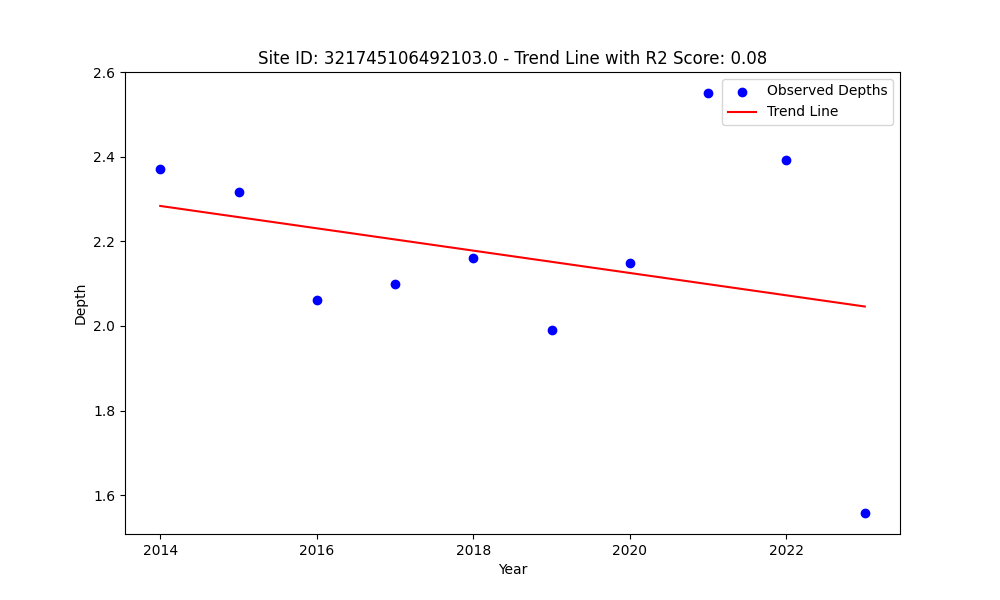 Site ID: 321745106492103.0 - Trend Line with R2 Score: 0.08
Observed Depths
Trend Line
2.6
2.4
2.2
2.0
1.8
1.6
Depth
2014
2016
2018
2020
2022
Year